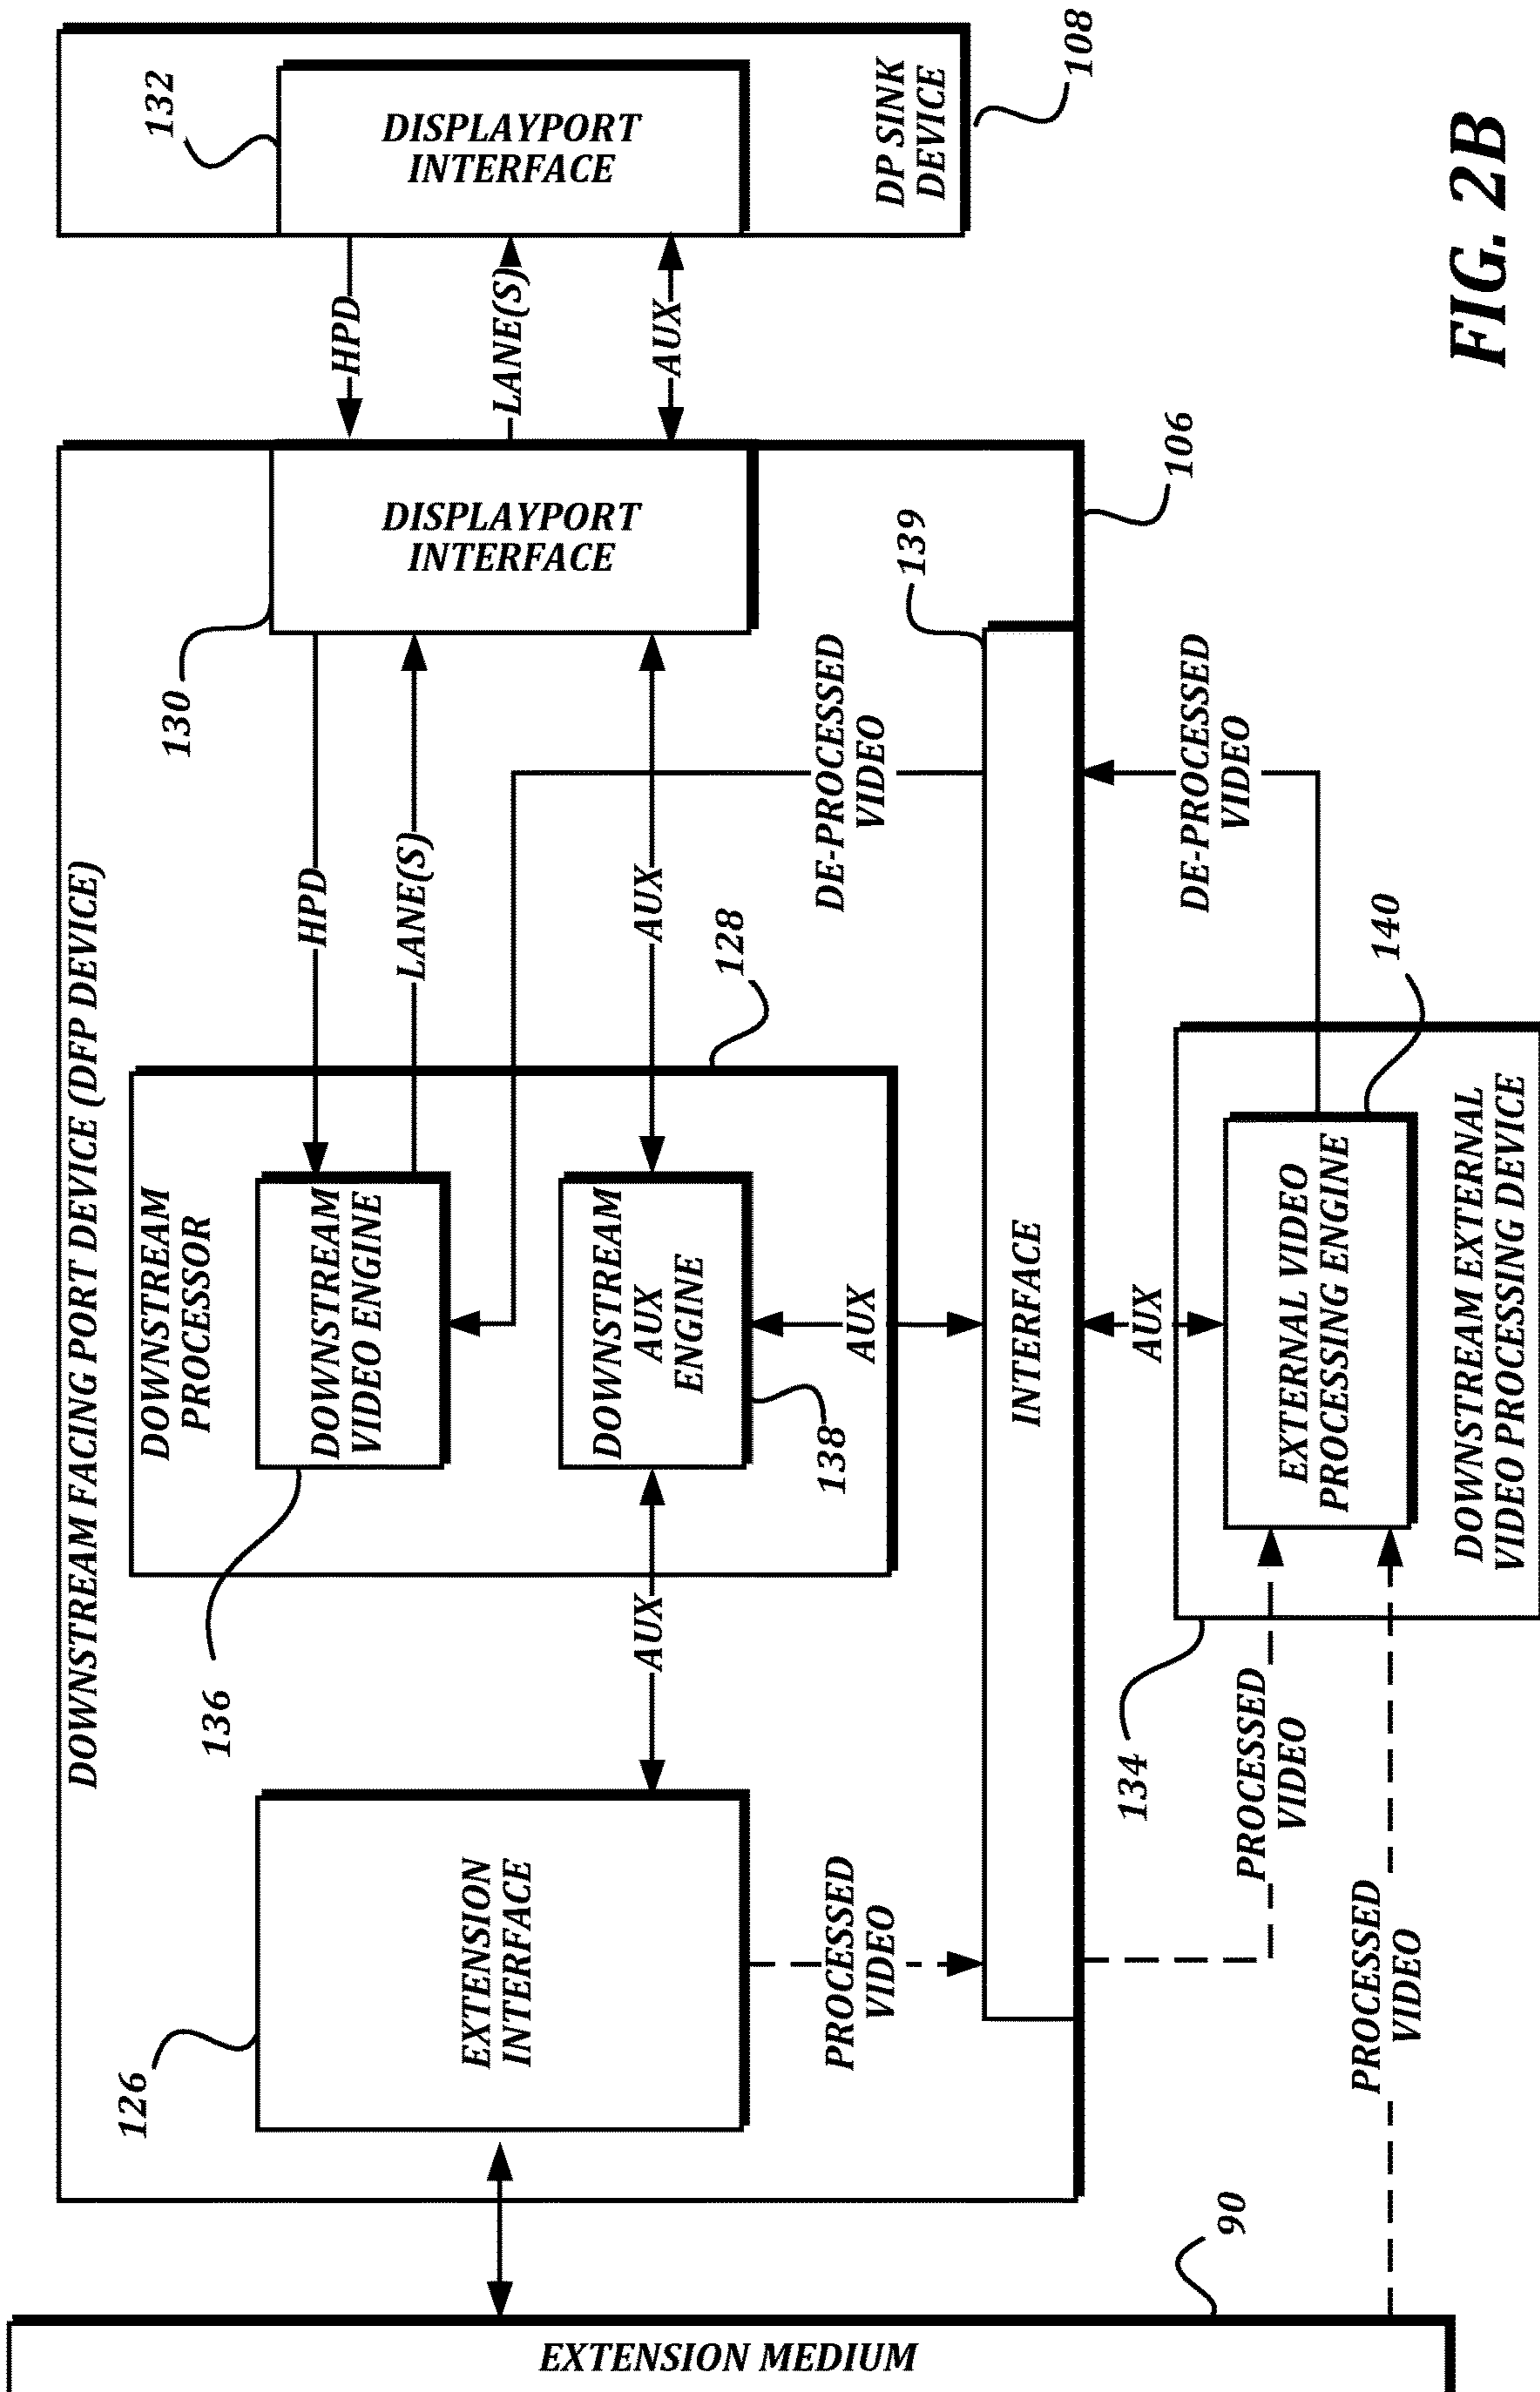 DOWNSTREAM FACING PORT DEVICE (DFP DEVICE)
126
EXTENSION
INTERFACE
136
DOWNSTREAM
PROCESSOR
DOWNSTREAM
VIDEO ENGINE
DOWNSTREAM
AUX
ENGINE
138
128
AUX
AUX
HPD
LANE(S)
AUX
130
DISPLAYPORT
INTERFACE
HPD
LANE(S)
AUX
132
DISPLAYPORT
INTERFACE
DP SINK
DEVICE
108
PROCESSED
VIDEO
DE-PROCESSED
VIDEO
139
106
INTERFACE
134
PROCESSED
VIDEO
AUX
DE-PROCESSED
VIDEO
EXTERNAL VIDEO
PROCESSING ENGINE
140
DOWNSTREAM EXTERNAL
VIDEO PROCESSING DEVICE
PROCESSED
VIDEO
90
EXTENSION MEDIUM
FIG. 2B